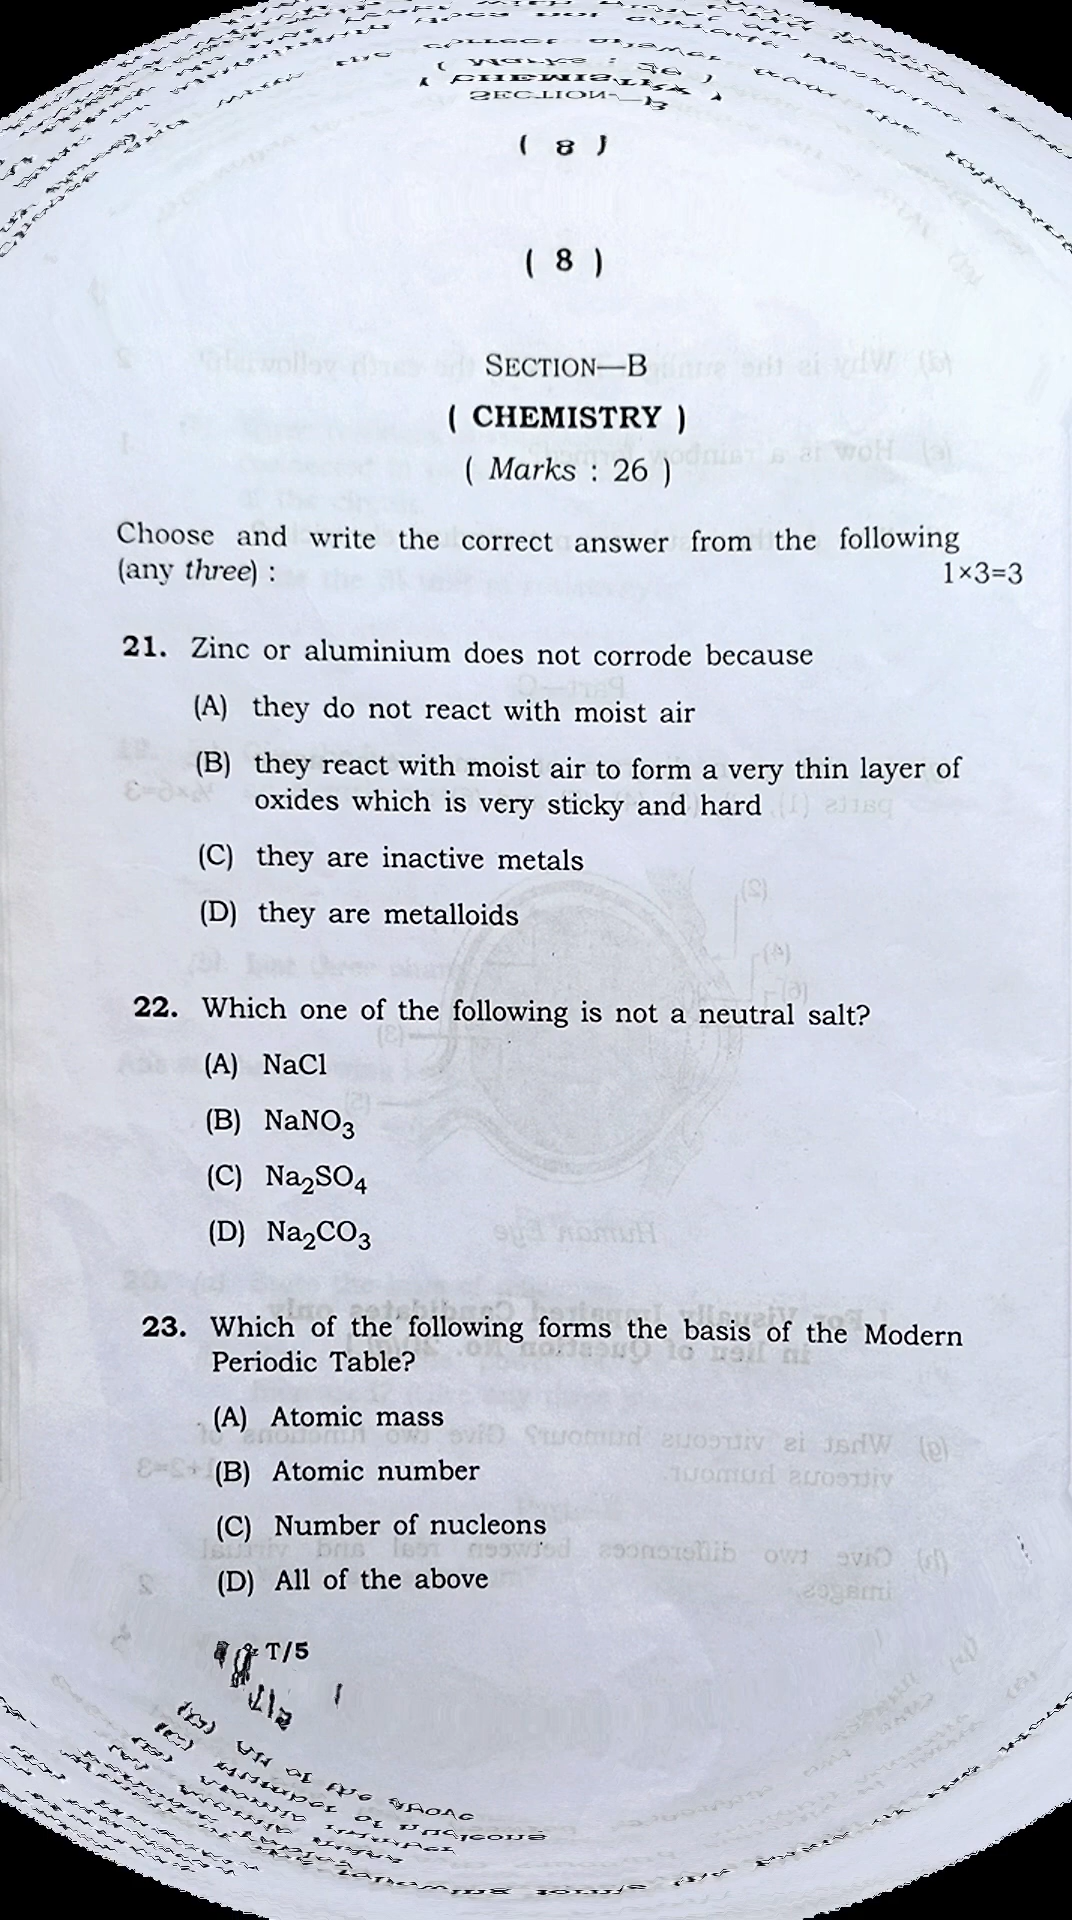 ( 8 )
SECTION—B
( CHEMISTRY )
( Marks : 26 )
Choose and write the correct answer from the following
(any three) : 1×3=3
21. Zinc or aluminium does not corrode because
(A) they do not react with moist air
(B) they react with moist air to form a very thin layer of
oxides which is very sticky and hard
(C) they are inactive metals
(D) they are metalloids
22. Which one of the following is not a neutral salt?
(A) NaCl
(B) NaNO₃
(C) Na₂SO₄
(D) Na₂CO₃
23. Which of the following forms the basis of the Modern
Periodic Table?
(A) Atomic mass
(B) Atomic number
(C) Number of nucleons
(D) All of the above
T/5